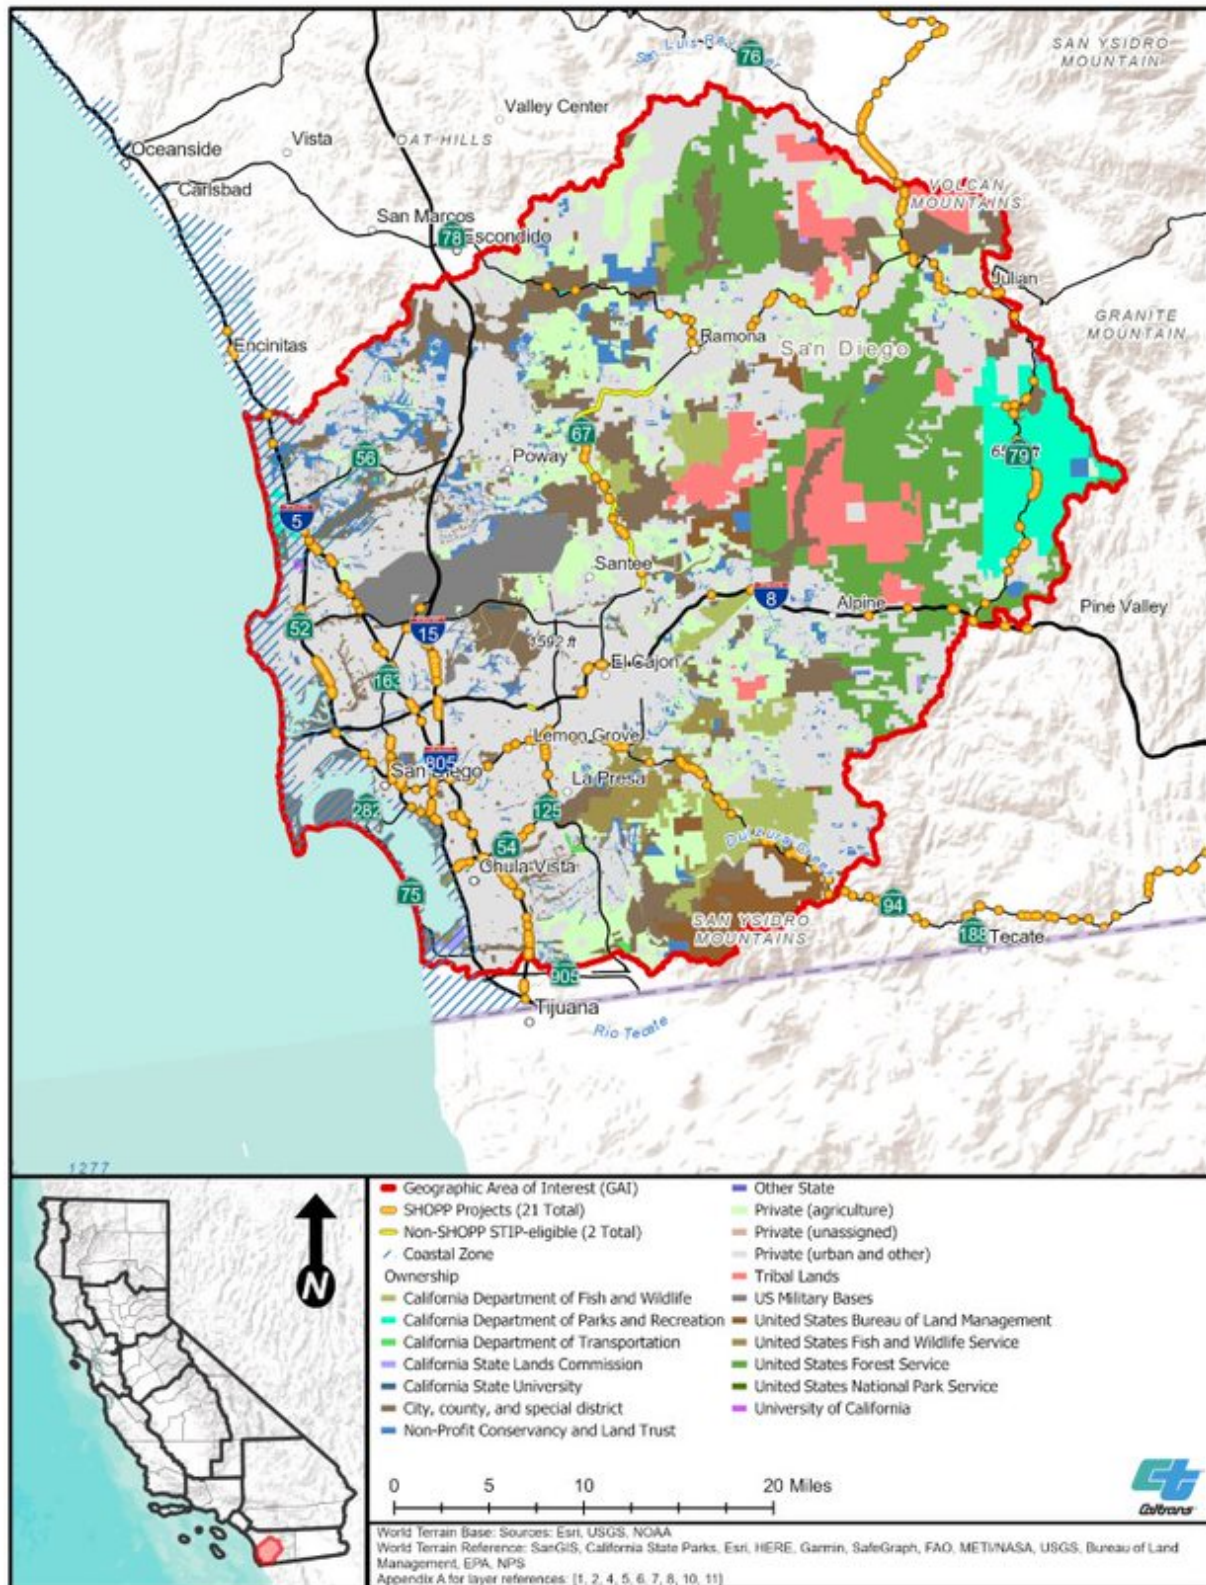 San Luis Rey
76
SAN YSIDRO
MOUNTAIN
Valley Center
Vista
OAT HILLS
Oceanside
Carlsbad
VOLCAN
MOUNTAINS
San Marcos
78
Escondido
Julian
GRANITE
MOUNTAIN
Encinitas
Ramona
San Diego
67
56
Poway
79
5
Santee
8
Alpine
Pine Valley
52
15
1592 ft
El Cajon
163
Lemon Grove
805
San Diego
La Presa
282
125
54
Dulzura Creek
Chula Vista
75
94
SAN YSIDRO
MOUNTAINS
188
Tecate
905
Tijuana
Rio Tecate
1277
N
Geographic Area of Interest (GAI)
SHOPP Projects (21 Total)
Non-SHOPP STIP-eligible (2 Total)
Coastal Zone
Ownership
California Department of Fish and Wildlife
California Department of Parks and Recreation
California Department of Transportation
California State Lands Commission
California State University
City, county, and special district
Non-Profit Conservancy and Land Trust
Other State
Private (agriculture)
Private (unassigned)
Private (urban and other)
Tribal Lands
US Military Bases
United States Bureau of Land Management
United States Fish and Wildlife Service
United States Forest Service
United States National Park Service
University of California
0 5 10 20 Miles
ct
Caltrans
World Terrain Base: Sources: Esri, USGS, NOAA
World Terrain Reference: SanGIS, California State Parks, Esri, HERE, Garmin, SafeGraph, FAO, METI/NASA, USGS, Bureau of Land
Management, EPA, NPS
Appendix A for layer references: [1, 2, 4, 5, 6, 7, 8, 10, 11]